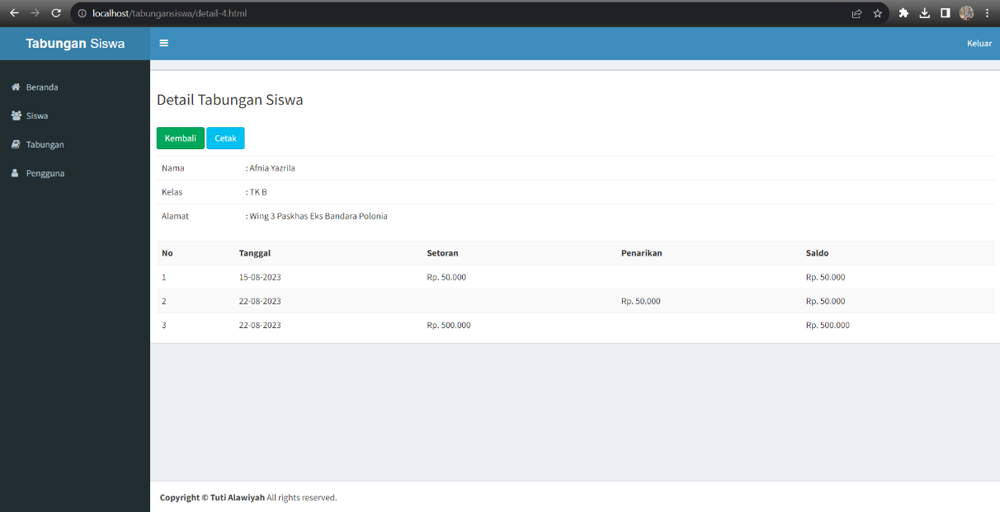 localhost/tabungansiswa/detail-4.html
Tabungan Siswa
Keluar
Beranda
Siswa
Tabungan
Pengguna
Detail Tabungan Siswa
Kembali Cetak
Nama : Afnia Yazrila
Kelas : TK B
Alamat : Wing 3 Paskhas Eks Bandara Polonia
No Tanggal Setoran Penarikan Saldo
1 15-08-2023 Rp. 50.000 Rp. 50.000
2 22-08-2023 Rp. 50.000 Rp. 50.000
3 22-08-2023 Rp. 500.000 Rp. 500.000
Copyright © Tuti Alawiyah All rights reserved.